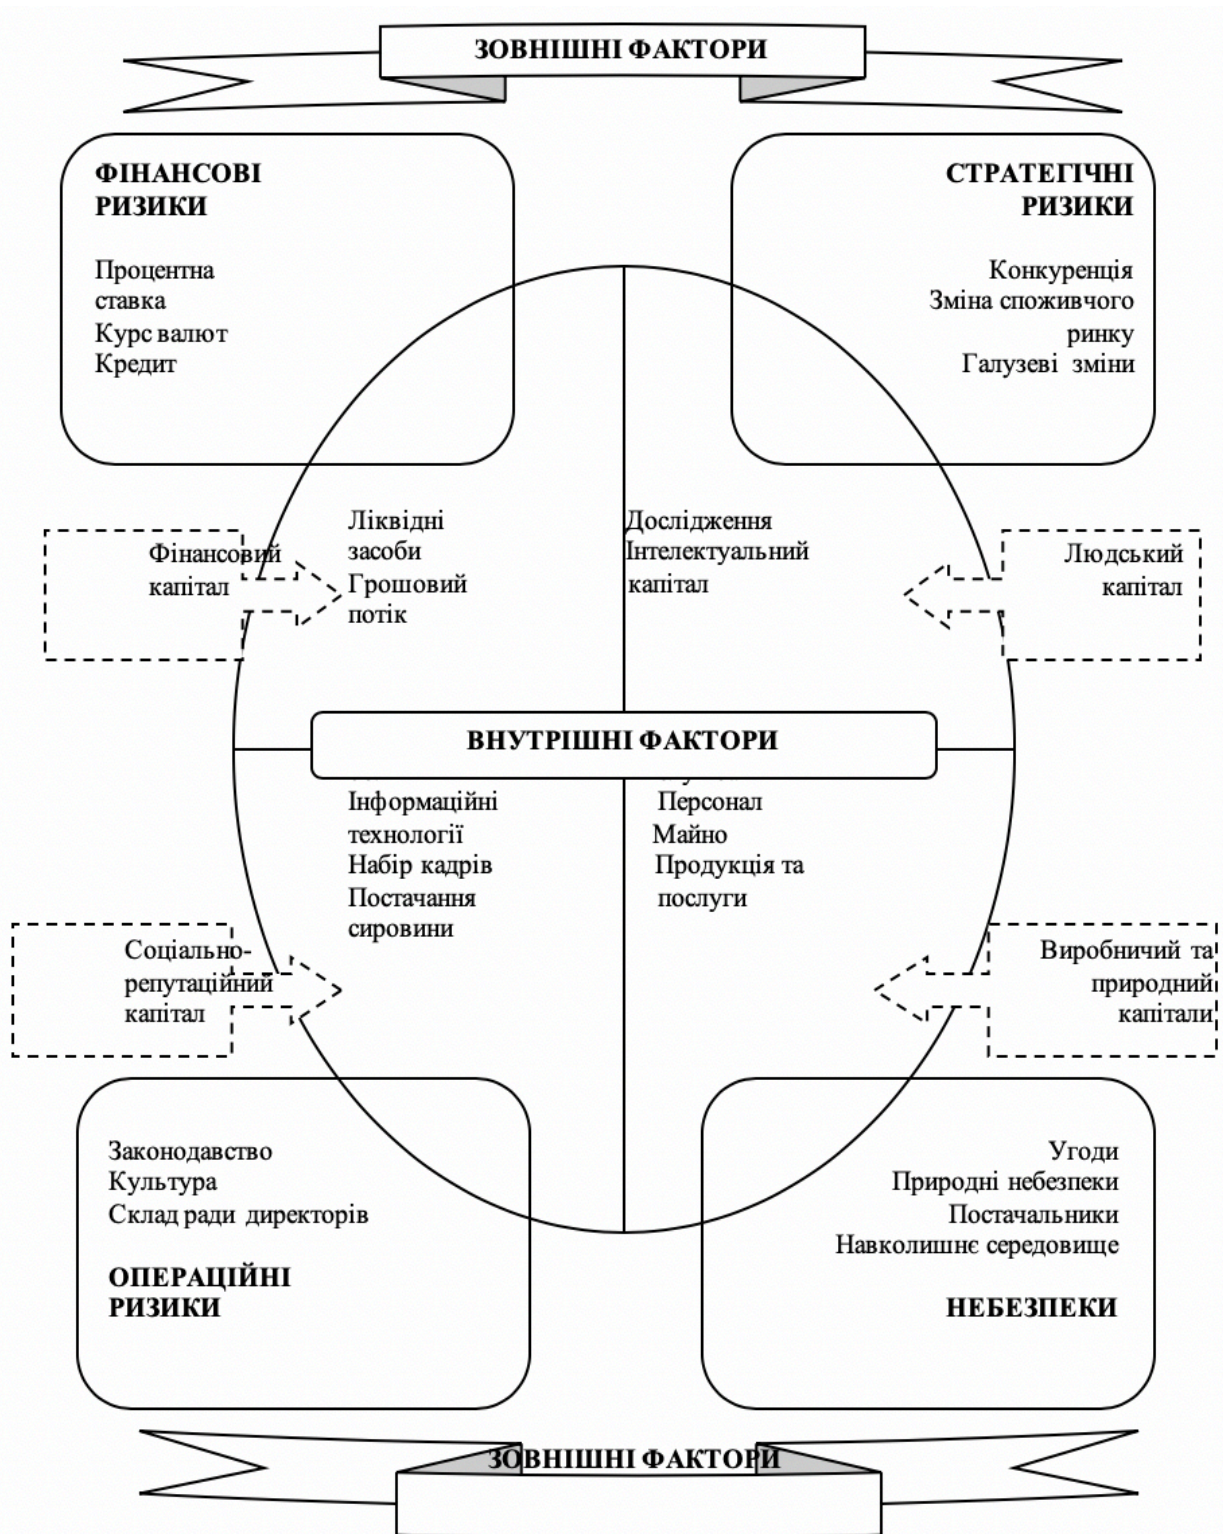 ЗОВНІШНІ ФАКТОРИ
ФІНАНСОВІ
РИЗИКИ
Процентна
ставка
Курс валют
Кредит
СТРАТЕГІЧНІ
РИЗИКИ
Конкуренція
Зміна споживчого
ринку
Галузеві зміни
Фінансовий
капітал
Ліквідні
засоби
Грошовий
потік
Дослідження
Інтелектуальний
капітал
Людський
капітал
ВНУТРІШНІ ФАКТОРИ
Інформаційні
технології
Набір кадрів
Постачання
сировини
Персонал
Майно
Продукція та
послуги
Соціально-
репутаційний
капітал
Виробничий та
природний
капітали
Законодавство
Культура
Склад ради директорів
ОПЕРАЦІЙНІ
РИЗИКИ
Угоди
Природні небезпеки
Постачальники
Навколишнє середовище
НЕБЕЗПЕКИ
ЗОВНІШНІ ФАКТОРИ